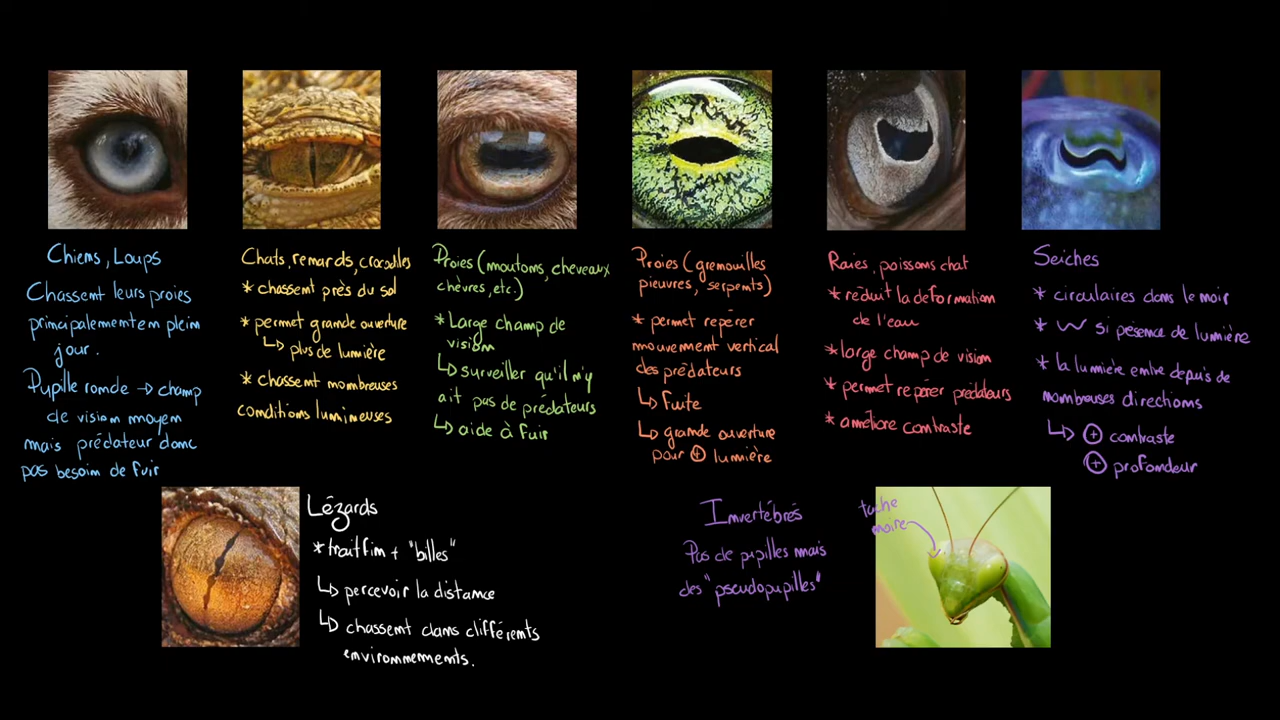 Chiens, Loups
Chassent leurs proies
principalement en plein
jour.
Pupille ronde → champ
de vision moyen
mais prédateur donc
pas besoin de fuir
Chats, renards, crocodiles
* chassent près du sol
* permet grande ouverture
↳ plus de lumière
* chassent nombreuses
conditions lumineuses
Proies (moutons, cheveaux
chèvres, etc.)
* Large champ de
vision
↳ surveiller qu'il n'y
ait pas de prédateurs
↳ aide à fuir
Proies (grenouilles
pieuvres, serpents)
* permet repérer
mouvement vertical
des prédateurs
↳ fuite
↳ grande ouverture
pour ⊕ lumière
Raies, poissons chat
* réduit la déformation
de l'eau
* large champ de vision
* permet repérer prédateurs
* améliore contraste
Seiches
* circulaires dans le noir
* W si présence de lumière
* la lumière entre depuis de
nombreuses directions
↳ ⊕ contraste
⊕ profondeur
Lézards
* trait fin + "billes"
↳ percevoir la distance
↳ chassent dans différents
environnements.
Invertébrés
Pas de pupilles mais
des "pseudopupilles"
tache
noire